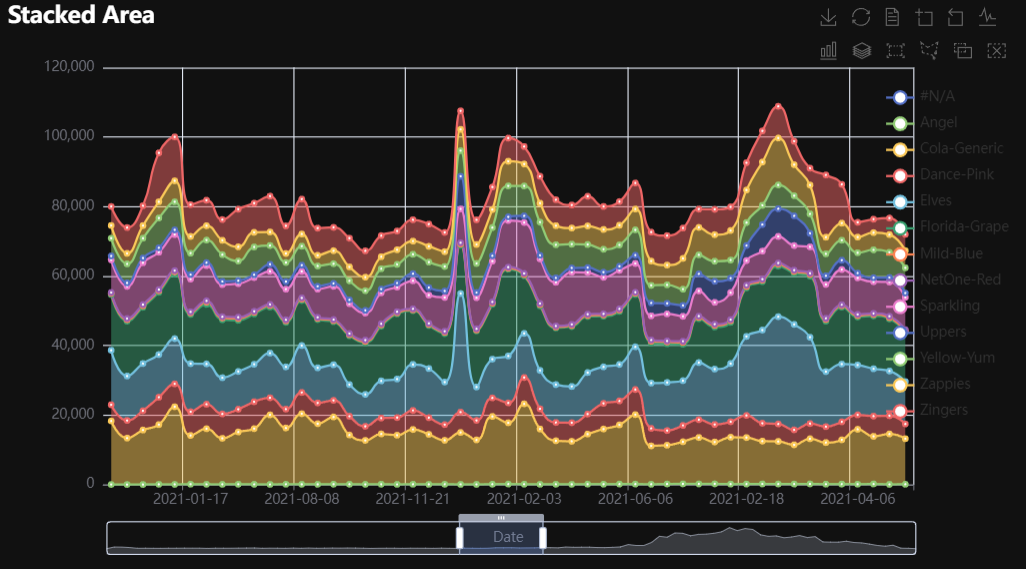 Stacked Area
120,000
100,000
80,000
60,000
40,000
20,000
0
2021-01-17 2021-08-08 2021-11-21 2021-02-03 2021-06-06 2021-02-18 2021-04-06
#N/A
Angel
Cola-Generic
Dance-Pink
Elves
Florida-Grape
Mild-Blue
NetOne-Red
Sparkling
Uppers
Yellow-Yum
Zapples
Zingers
Date